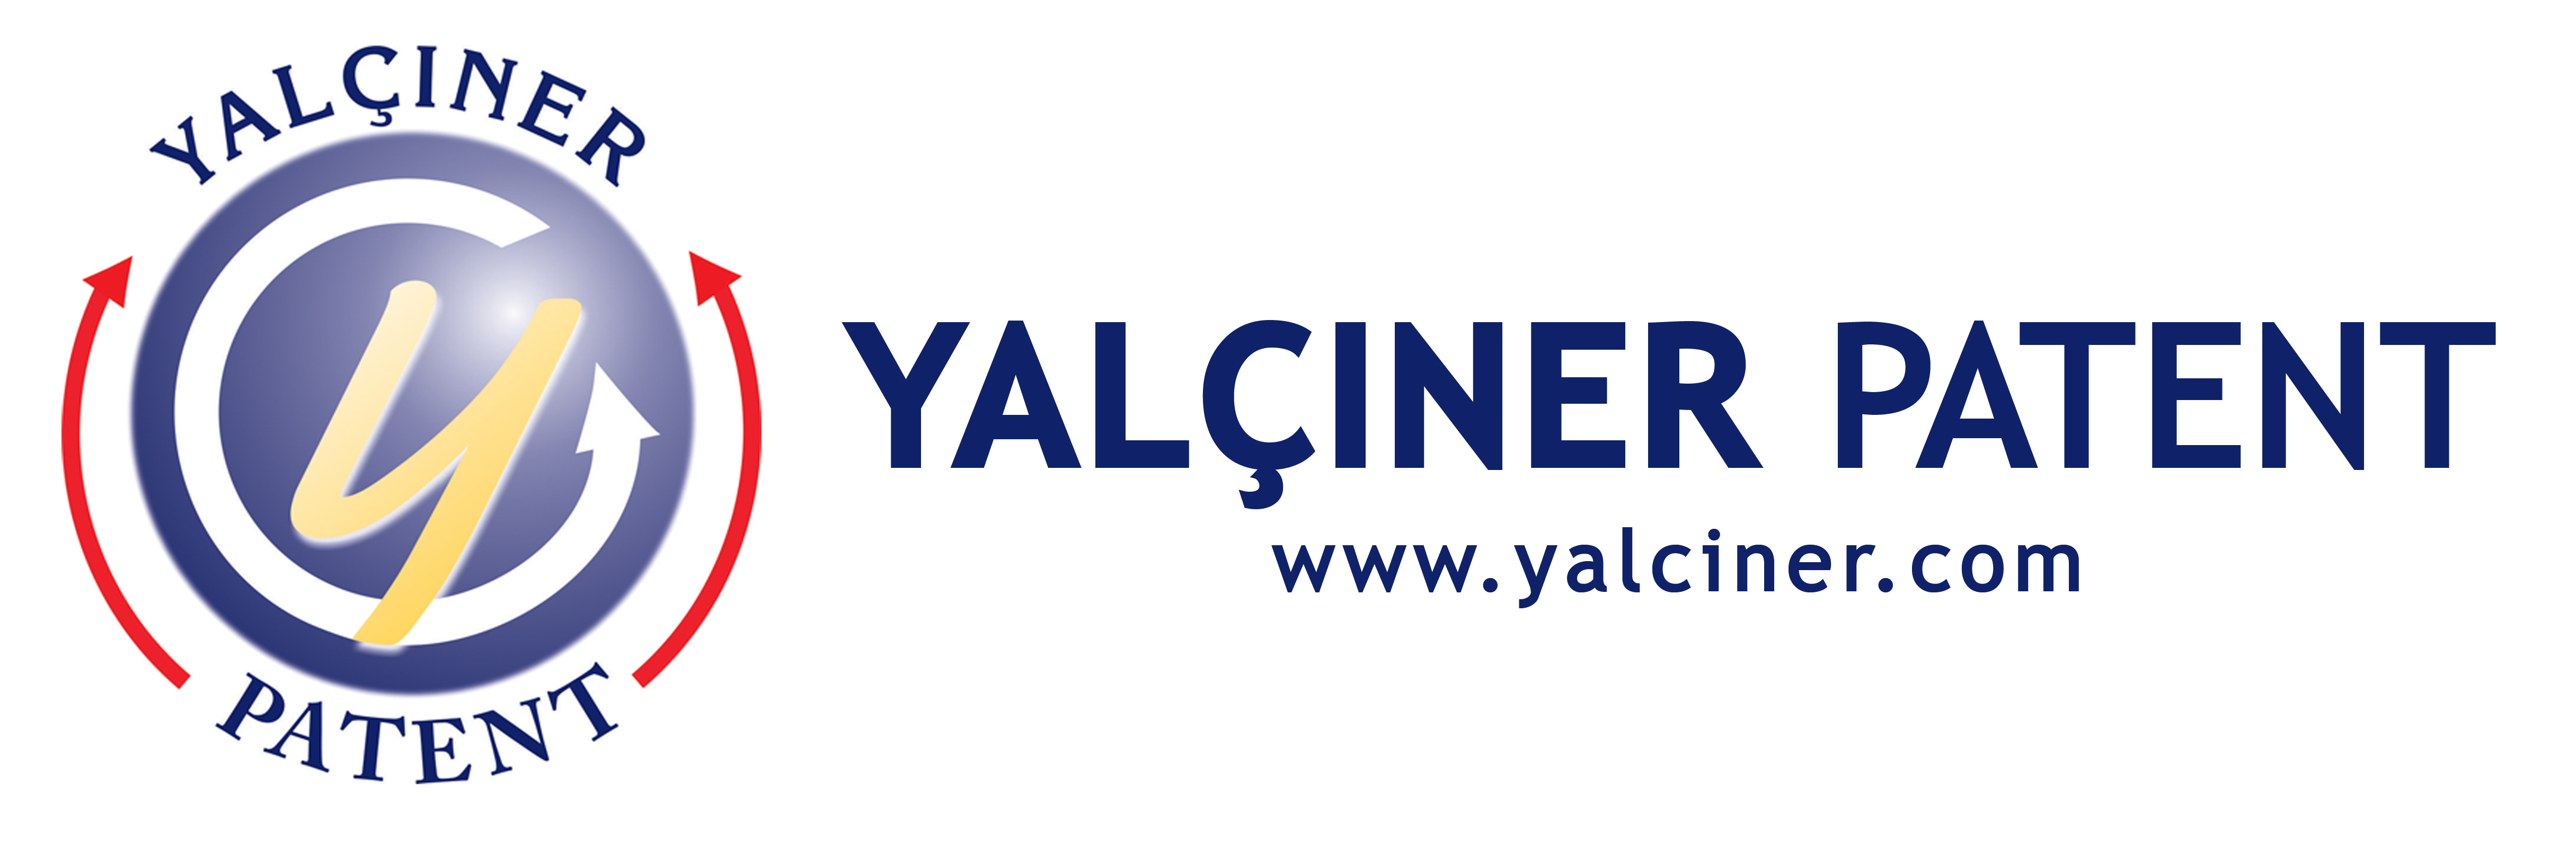 YALÇINER
y
PATENT
YALÇINER PATENT
www.yalciner.com